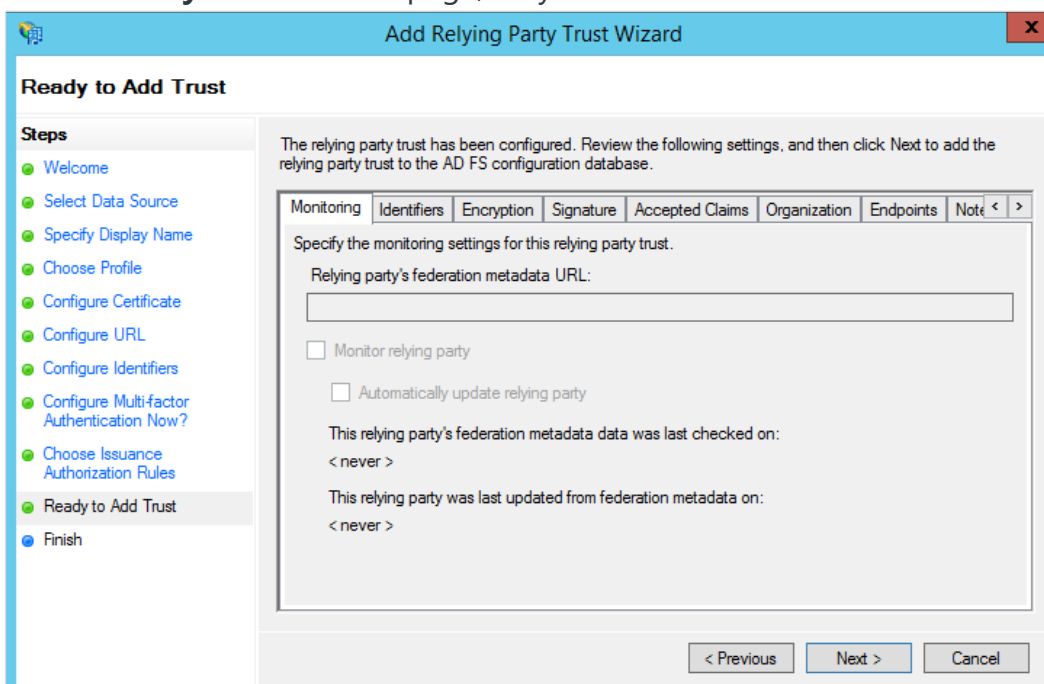 Add Relying Party Trust Wizard
X
Ready to Add Trust
Steps
Welcome
Select Data Source
Specify Display Name
Choose Profile
Configure Certificate
Configure URL
Configure Identifiers
Configure Multi-factor
Authentication Now?
Choose Issuance
Authorization Rules
Ready to Add Trust
Finish
The relying party trust has been configured. Review the following settings, and then click Next to add the
relying party trust to the AD FS configuration database.
Monitoring Identifiers Encryption Signature Accepted Claims Organization Endpoints Note < >
Specify the monitoring settings for this relying party trust.
Relying party's federation metadata URL:
Monitor relying party
Automatically update relying party
This relying party's federation metadata data was last checked on:
< never >
This relying party was last updated from federation metadata on:
< never >
< Previous Next > Cancel